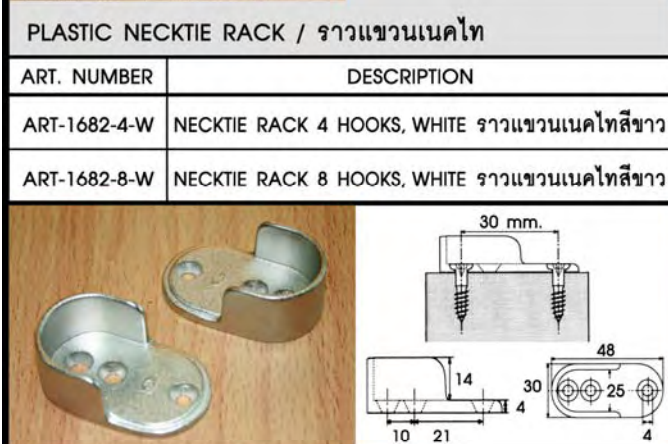 PLASTIC NECKTIE RACK / ราวแขวนเนคไท
ART. NUMBER DESCRIPTION
ART-1682-4-W NECKTIE RACK 4 HOOKS, WHITE ราวแขวนเนคไทสีขาว
ART-1682-8-W NECKTIE RACK 8 HOOKS, WHITE ราวแขวนเนคไทสีขาว
30 mm.
48
14
30
25
4
10 21
4